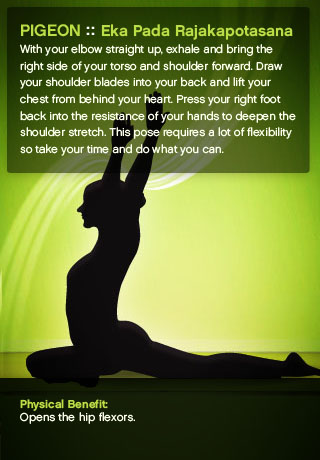 PIGEON :: Eka Pada Rajakapotasana
With your elbow straight up, exhale and bring the
right side of your torso and shoulder forward. Draw
your shoulder blades into your back and lift your
chest from behind your heart. Press your right foot
back into the resistance of your hands to deepen the
shoulder stretch. This pose requires a lot of flexibility
so take your time and do what you can.
Physical Benefit:
Opens the hip flexors.